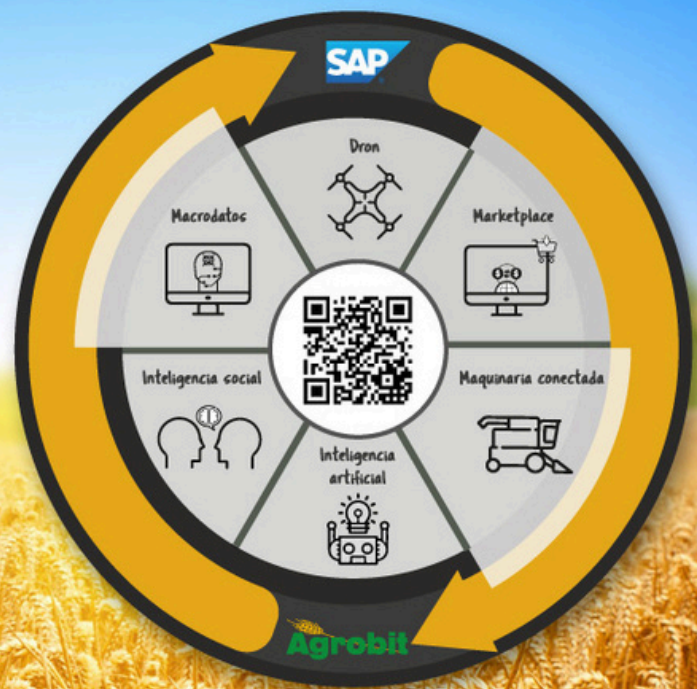 SAP
Dron
Macrodatos
Marketplace
Inteligencia social
Maquinaria conectada
Inteligencia
artificial
Agrobit